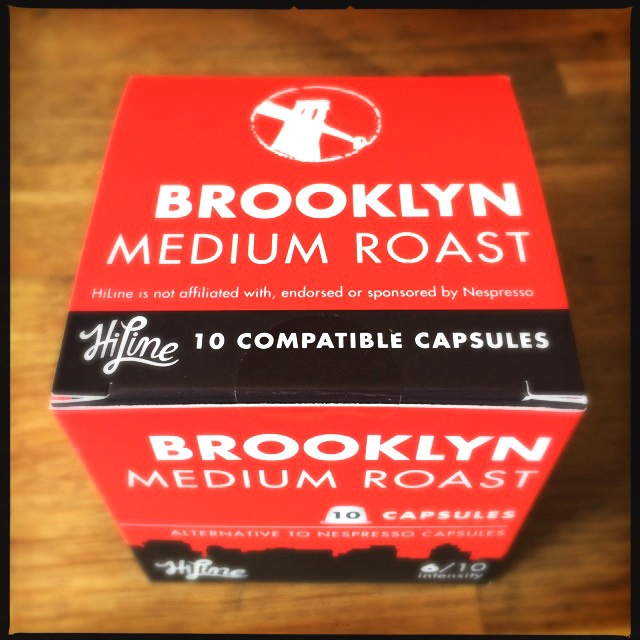 BROOKLYN
MEDIUM ROAST
HiLine is not affiliated with, endorsed or sponsored by Nespresso
HiLine 10 COMPATIBLE CAPSULES
BROOKLYN
MEDIUM ROAST
10 CAPSULES
ALTERNATIVE TO NESPRESSO CAPSULES
HiLine 6/10
intensity